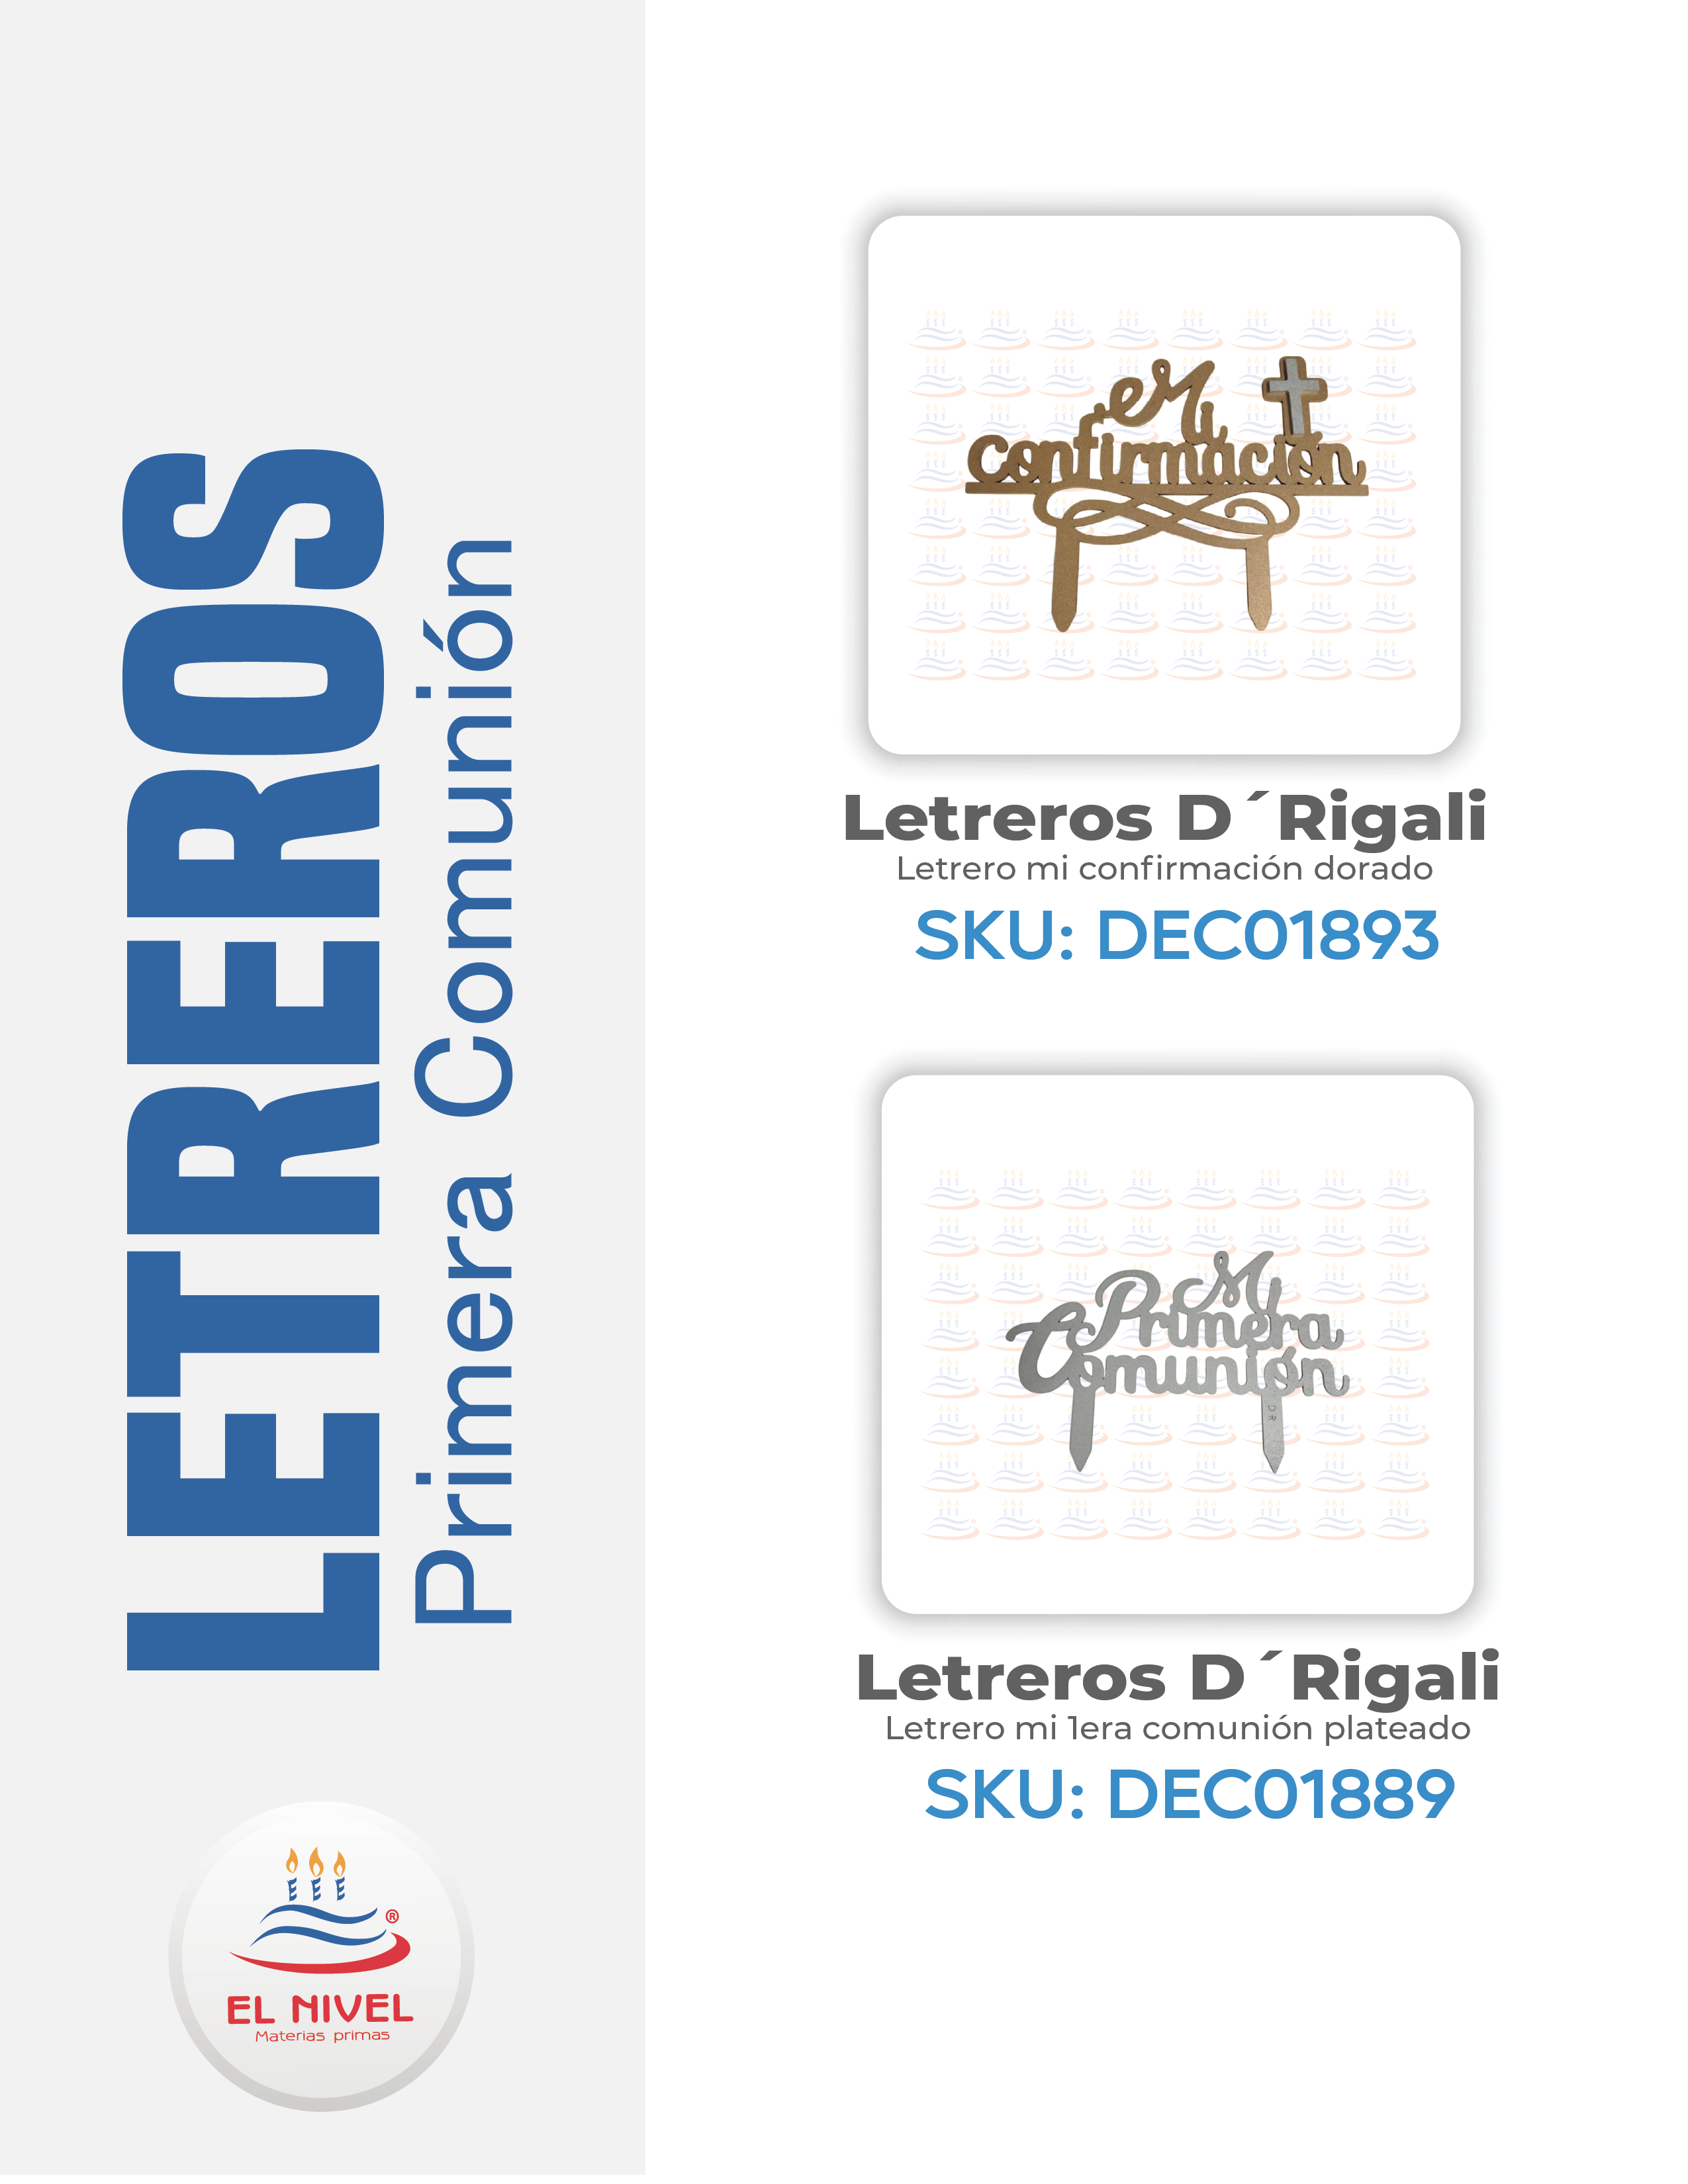 LETREROS
Primera Comunión
®
EL NIVEL
Materias primas
Mi
confirmación
Letreros D´Rigali
Letrero mi confirmación dorado
SKU: DEC01893
Mi
Primera
Comunión
DR
Letreros D´Rigali
Letrero mi 1era comunión plateado
SKU: DEC01889